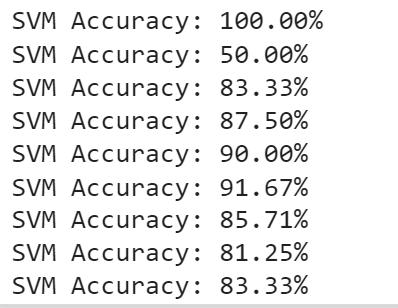 SVM Accuracy: 100.00%
SVM Accuracy: 50.00%
SVM Accuracy: 83.33%
SVM Accuracy: 87.50%
SVM Accuracy: 90.00%
SVM Accuracy: 91.67%
SVM Accuracy: 85.71%
SVM Accuracy: 81.25%
SVM Accuracy: 83.33%